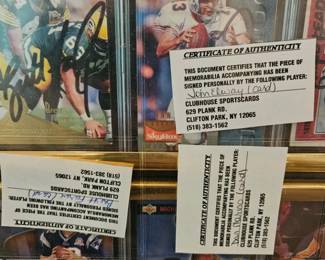 CERTIFICATE OF AUTHENTICITY
THIS DOCUMENT CERTIFIES THAT THE PIECE OF
MEMORABILIA ACCOMPANYING HAS BEEN
SIGNED PERSONALLY BY THE FOLLOWING PLAYER:
John Elway (card)
CLUBHOUSE SPORTSCARDS
629 PLANK RD.
CLIFTON PARK, NY 12065
(518) 383-1562
13
SkyBox
CERTIFICATE OF AUTHENTICITY
THIS DOCUMENT CERTIFIES THAT THE PIECE OF
MEMORABILIA ACCOMPANYING HAS BEEN
SIGNED PERSONALLY BY THE FOLLOWING PLAYER:
(card)
CLUBHOUSE SPORTSCARDS
629 PLANK RD.
CLIFTON PARK, NY 12065
(518) 383-1562
CERTIFICATE OF AUTHENTICITY
THIS DOCUMENT CERTIFIES THAT THE PIECE OF
MEMORABILIA ACCOMPANYING HAS BEEN
SIGNED PERSONALLY BY THE FOLLOWING PLAYER:
Dan Marino (card)
CLUBHOUSE SPORTSCARDS
629 PLANK RD.
CLIFTON PARK, NY 12065
(518) 383-1562